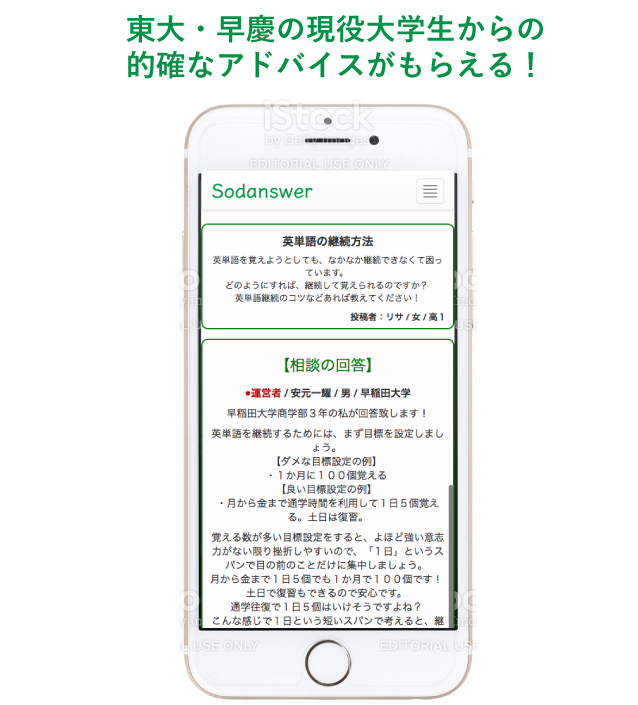 東大・早慶の現役大学生からの
的確なアドバイスがもらえる！
iStock
by Getty Images
EDITORIAL USE ONLY
Sodanswer
英単語の継続方法
英単語を覚えようとしても、なかなか継続できなくて困っ
ています。
どのようにすれば、継続して覚えられるのですか？
英単語継続のコツなどあれば教えてください！
投稿者：リサ / 女 / 高１
【相談の回答】
●運営者 / 安元一耀 / 男 / 早稲田大学
早稲田大学商学部３年の私が回答致します！
英単語を継続するためには、まず目標を設定しましょ
う。
【ダメな目標設定の例】
・１か月に１００個覚える
【良い目標設定の例】
・月から金まで通学時間を利用して１日５個覚え
る。土日は復習。
覚える数が多い目標設定をすると、よほど強い意志
力がない限り挫折しやすいので、「１日」というス
パンで目の前のことだけに集中しましょう。
月から金まで１日５個でも１か月で１００個です！
土日で復習もできるので安心です。
通学往復で１日５個はいけそうですよね？
こんな感じで１日という短いスパンで考えると、継
EDITORIAL USE ONLY